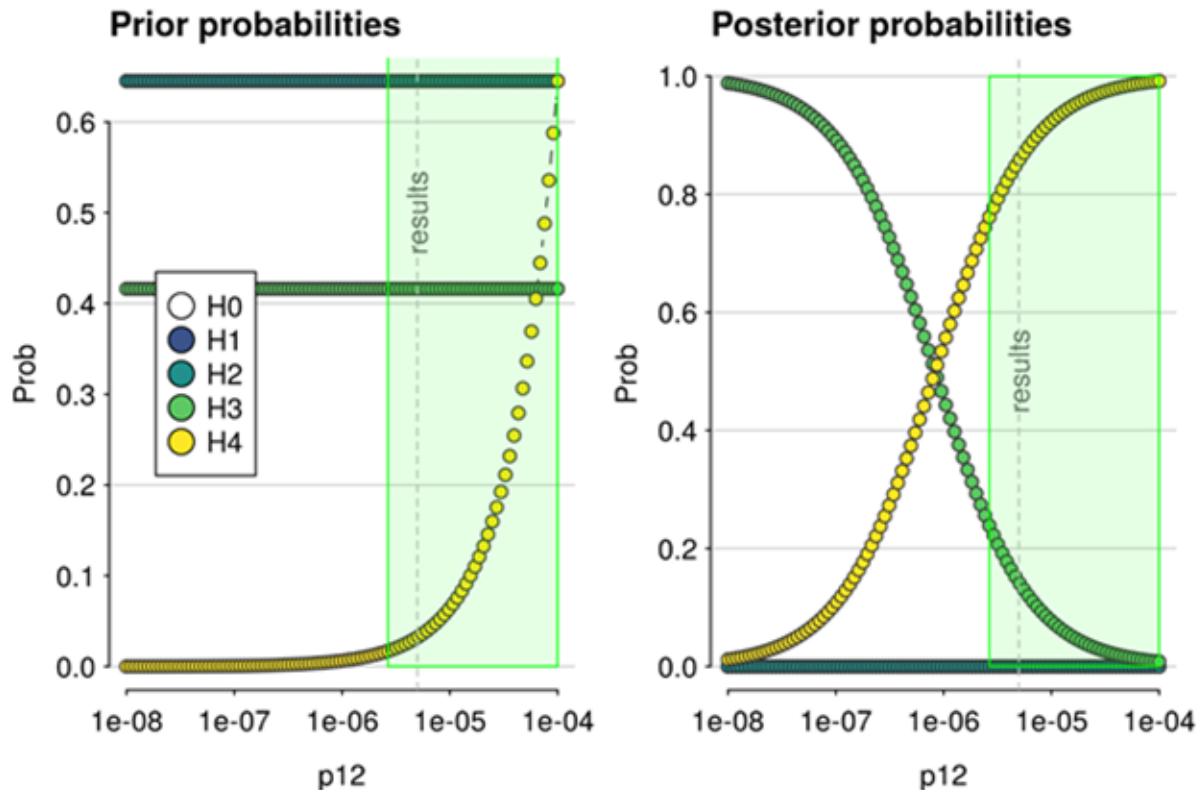 Prior probabilities
Prob
0.6
0.5
0.4
0.3
0.2
0.1
0.0
results
H0
H1
H2
H3
H4
1e-08 1e-07 1e-06 1e-05 1e-04
p12
Posterior probabilities
Prob
1.0
0.8
0.6
0.4
0.2
0.0
results
1e-08 1e-07 1e-06 1e-05 1e-04
p12